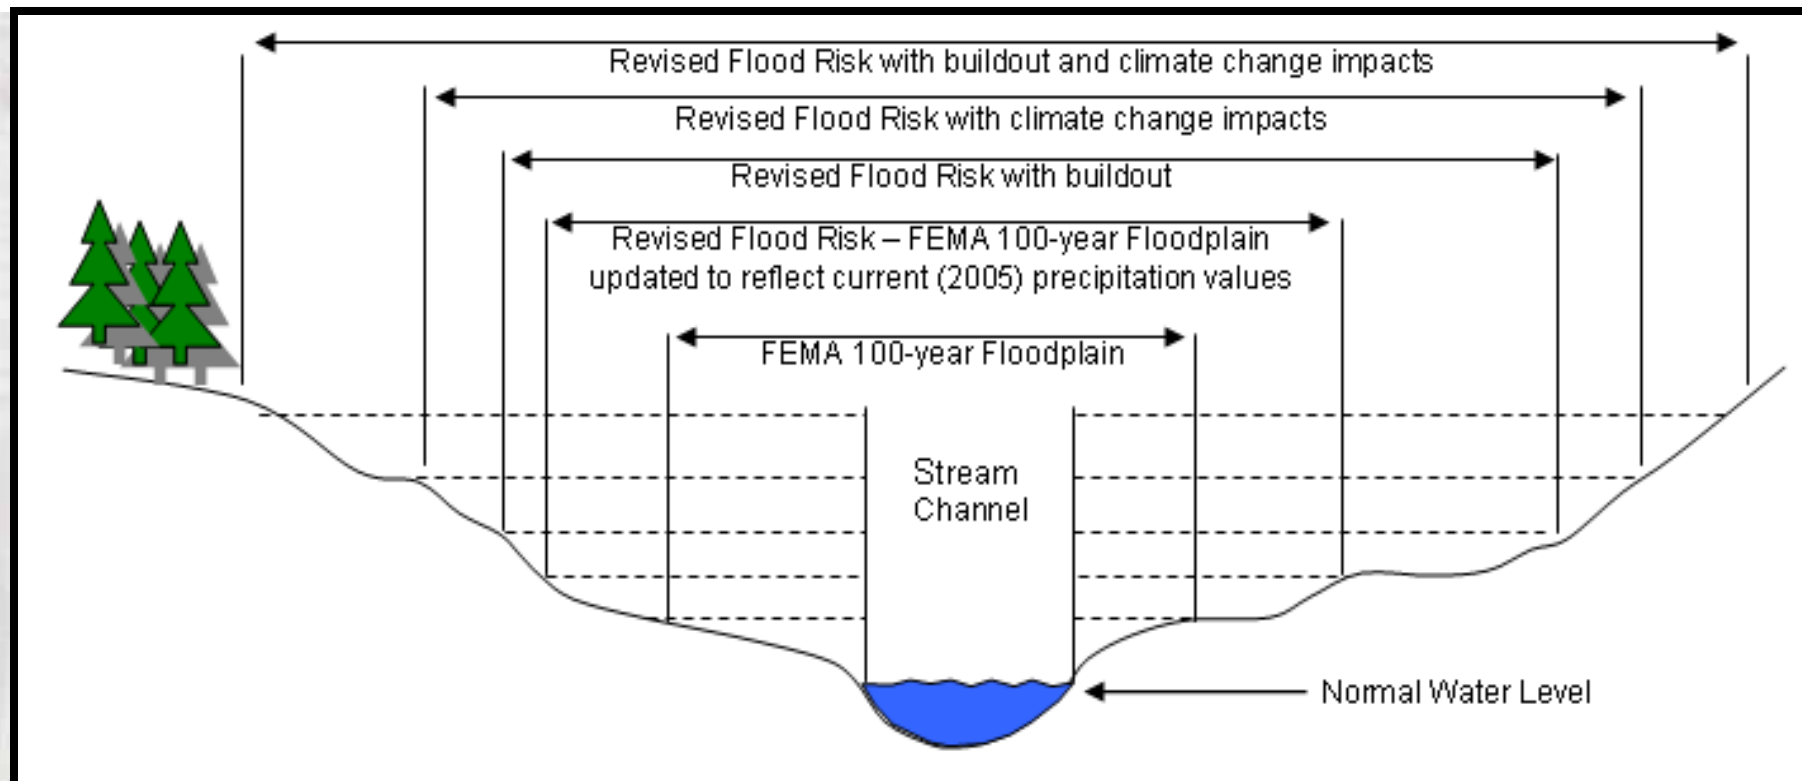 Revised Flood Risk with buildout and climate change impacts
Revised Flood Risk with climate change impacts
Revised Flood Risk with buildout
Revised Flood Risk – FEMA 100-year Floodplain
updated to reflect current (2005) precipitation values
FEMA 100-year Floodplain
Stream
Channel
Normal Water Level